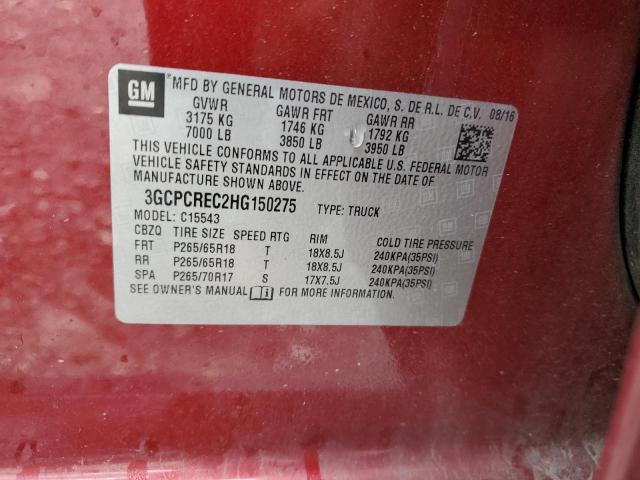 GM ® MFD BY GENERAL MOTORS DE MEXICO, S. DE R.L. DE C.V. 08/16
GVWR GAWR FRT GAWR RR
3175 KG 1746 KG 1792 KG
7000 LB 3850 LB 3950 LB
THIS VEHICLE CONFORMS TO ALL APPLICABLE U.S. FEDERAL MOTOR
VEHICLE SAFETY STANDARDS IN EFFECT ON THE DATE OF
MANUFACTURE SHOWN ABOVE.
3GCPCREC2HG150275 TYPE: TRUCK
MODEL: C15543
CBZQ TIRE SIZE SPEED RTG RIM COLD TIRE PRESSURE
FRT P265/65R18 T 18X8.5J 240KPA(35PSI)
RR P265/65R18 T 18X8.5J 240KPA(35PSI)
SPA P265/70R17 S 17X7.5J 240KPA(35PSI)
SEE OWNER'S MANUAL FOR MORE INFORMATION.